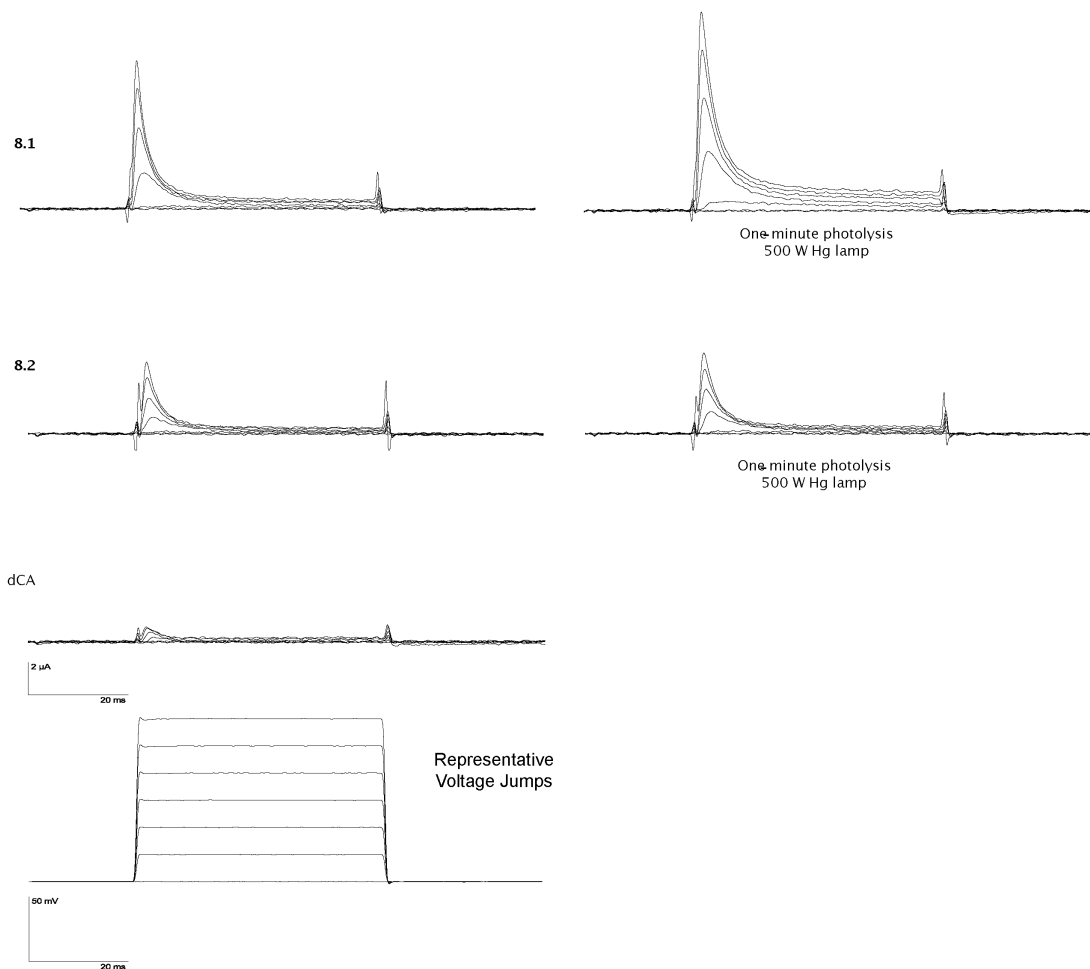 8.1
One-minute photolysis
500 W Hg lamp
8.2
One-minute photolysis
500 W Hg lamp
dCA
2 µA
20 ms
Representative
Voltage Jumps
50 mV
20 ms